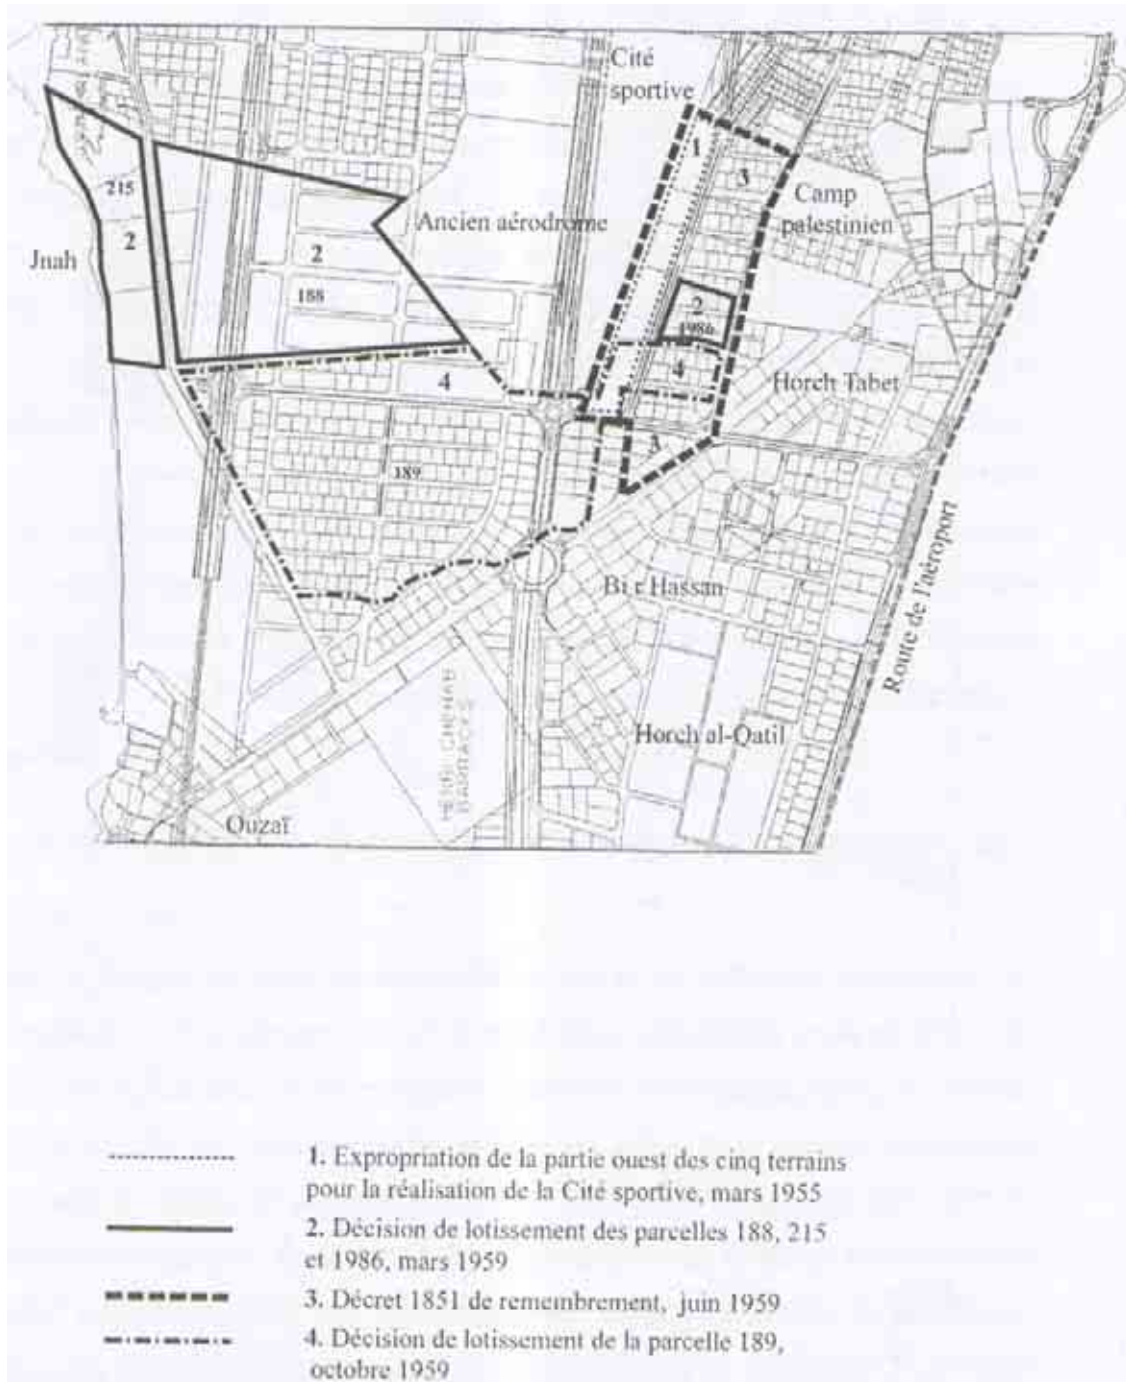 Cité
sportive
1
3
215
Camp
palestinien
Ancien aérodrome
2
2
Jnah
188
2
1986
4
4
Horch Tabet
3
189
Route de l'aéroport
Bi r Hassan
Horch al-Qatil
BARRACKS
Ouzaï
1. Expropriation de la partie ouest des cinq terrains
pour la réalisation de la Cité sportive, mars 1955
2. Décision de lotissement des parcelles 188, 215
et 1986, mars 1959
3. Décret 1851 de remembrement, juin 1959
4. Décision de lotissement de la parcelle 189,
octobre 1959